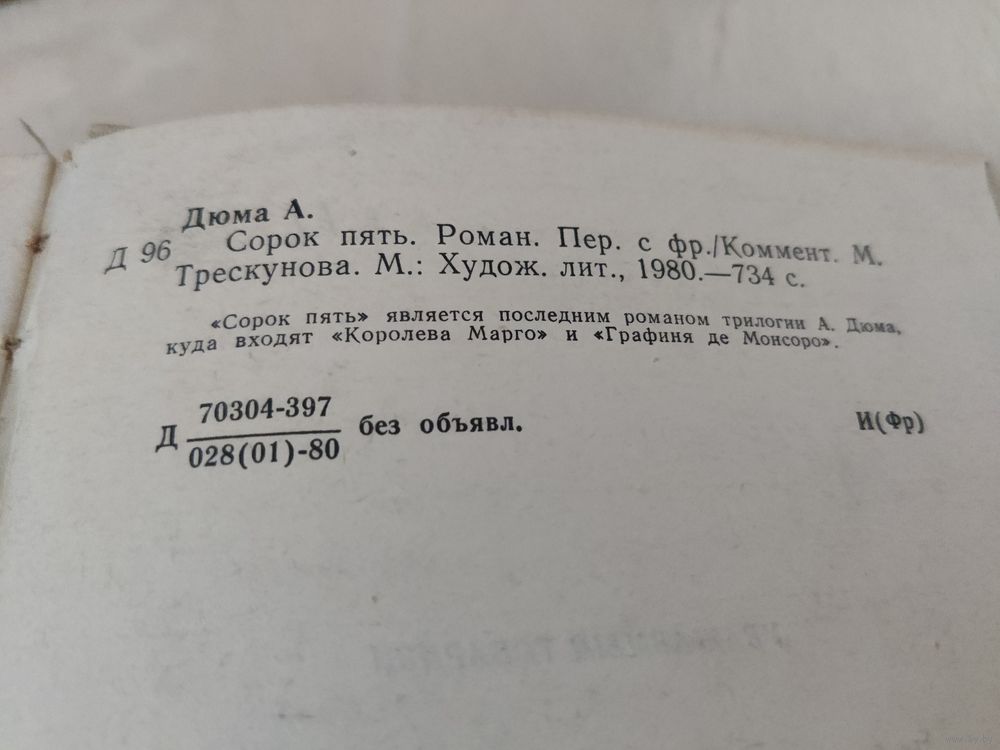 Дюма А.
Д 96 Сорок пять. Роман. Пер. с фр./Коммент. М.
Трескунова. М.: Худож. лит., 1980.—734 с.
«Сорок пять» является последним романом трилогии А. Дюма,
куда входят «Королева Марго» и «Графиня де Монсоро».
70304-397
Д без объявл. И(Фр)
028(01)-80